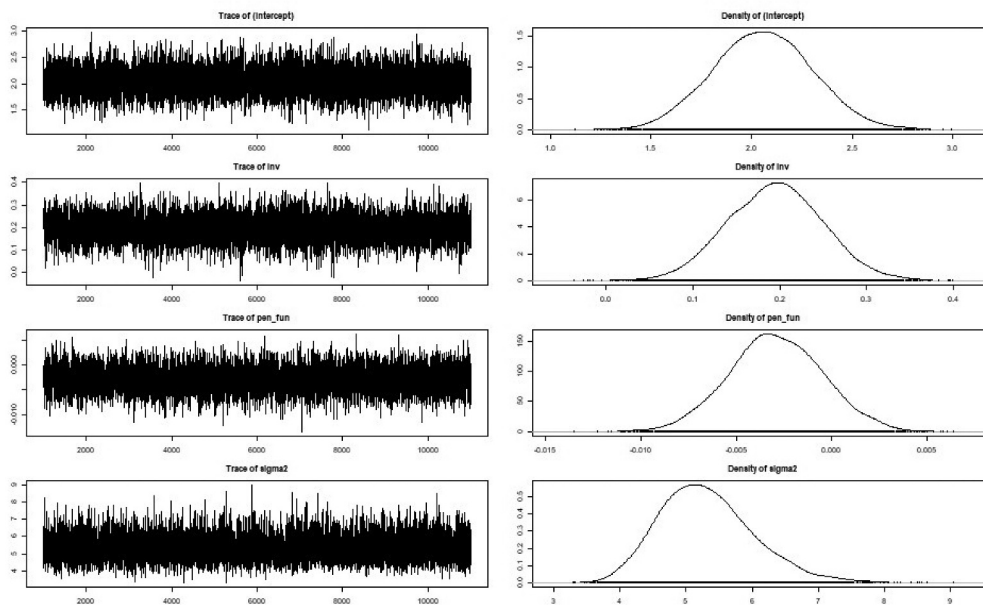 Trace of (Intercept)
Density of (Intercept)
1.5 2.0 2.5 3.0
2000 4000 6000 8000 10000
0.0 0.5 1.0 1.5
1.0 1.5 2.0 2.5 3.0
Trace of Inv
Density of Inv
0.0 0.1 0.2 0.3 0.4
2000 4000 6000 8000 10000
0 2 4 6
0.0 0.1 0.2 0.3 0.4
Trace of pen_fun
Density of pen_fun
-0.010 0.000
2000 4000 6000 8000 10000
0 50 100 150
-0.015 -0.010 -0.005 0.000 0.005
Trace of sigma2
Density of sigma2
4 5 6 7 8 9
2000 4000 6000 8000 10000
0.0 0.1 0.2 0.3 0.4 0.5
3 4 5 6 7 8 9